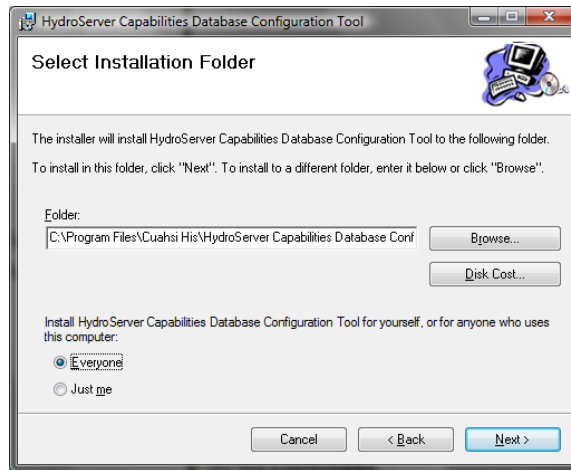 HydroServer Capabilities Database Configuration Tool
Select Installation Folder
The installer will install HydroServer Capabilities Database Configuration Tool to the following folder.
To install in this folder, click "Next". To install to a different folder, enter it below or click "Browse".
Folder:
C:\Program Files\Cuahsi His\HydroServer Capabilities Database Conf
Browse...
Disk Cost...
Install HydroServer Capabilities Database Configuration Tool for yourself, or for anyone who uses
this computer:
Everyone
Just me
Cancel
< Back
Next >